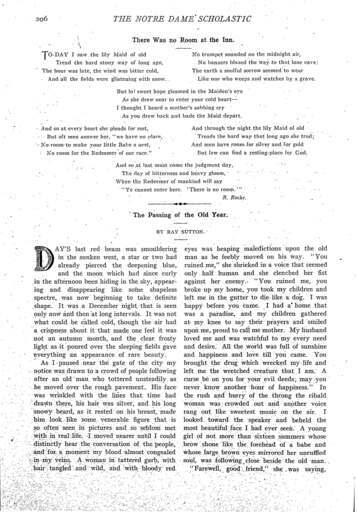 206
THE NOTRE DAME SCHOLASTIC
There Was no Room at the Inn.
TO-DAY I saw the lily Maid of old
Tread the hard stony way of long ago,
The hour was late, the wind was bitter cold,
And all the fields were glistening with snow.
No trumpet sounded on the midnight air,
No banners blazed the way to that lone cave;
The earth a soulful sorrow seemed to wear
Like one who weeps and watches by a grave.
But lo! sweet hope gleamed in the Maiden's eye
As she drew near to enter your cold heart—
I thought I heard a mother's sobbing cry
As you drew back and bade the Maid depart.
And so at every heart she pleads for rest,
But oft men answer her, "we have no place,
No room to make your little Babe a nest,
No room for the Redeemer of our race."
And through the night the lily Maid of old
Treads the hard way that long ago she trod;
And men have room for silver and for gold
But few can find a resting-place for God.
And so at last must come the judgment day,
The day of bitterness and heavy gloom,
When the Redeemer of mankind will say
"Ye cannot enter here. There is no room."
The Passing of the Old Year.
BY RAY SUTTON.
DAY'S last red beam was smouldering
in the sunken west, a star or two had
already pierced the deepening blue,
and the moon which had since early
in the afternoon been hiding in the sky, appear-
ing and disappearing like some shapeless
spectre, was now beginning to take definite
shape. It was a December night that is seen
only now and then at long intervals. It was not
what could be called cold, though the air had
a crispness about it that made one feel it was
not an autumn month, and the clear frosty
light as it poured over the sleeping fields gave
everything an appearance of rare beauty.
As I passed near the gate of the city my
notice was drawn to a crowd of people following
after an old man who tottered unsteadily as
he moved over the rough pavement. His face
was wrinkled with the lines that time had
drawn there, his hair was silver, and his long
snowy beard, as it rested on his breast, made
him look like some venerable figure that is
so often seen in pictures and so seldom met
with in real life. I moved nearer until I could
distinctly hear the conversation of the people,
and for a moment my blood almost congealed
in my veins. A woman in tattered garb, with
hair tangled and wild, and with bloody red
eyes was heaping maledictions upon the old
man as he feebly moved on his way. "You
ruined me," she shrieked in a voice that seemed
only half human and she clenched her fist
against her enemy. "You ruined me, you
broke up my home, you took my children and
left me in the gutter to die like a dog. I was
happy before you came. I had a home that
was a paradise, and my children gathered
at my knee to say their prayers and smiled
upon me, proud to call me mother. My husband
loved me and was watchful to my every need
and desire. All the world was full of sunshine
and happiness and love till you came. You
brought the drug which wrecked my life and
left me the wretched creature that I am. A
curse be on you for your evil deeds; may you
never know another hour of happiness." In
the rush and hurry of the throng the ribald
woman was crowded out and another voice
rang out like sweetest music on the air. I
looked toward the speaker and beheld the
most beautiful face I had ever seen. A young
girl of not more than sixteen summers whose
brow shone like the forehead of a babe and
whose large brown eyes mirrored her unruffled
soul, was following close beside the old man.
"Farewell, good friend," she was saying,